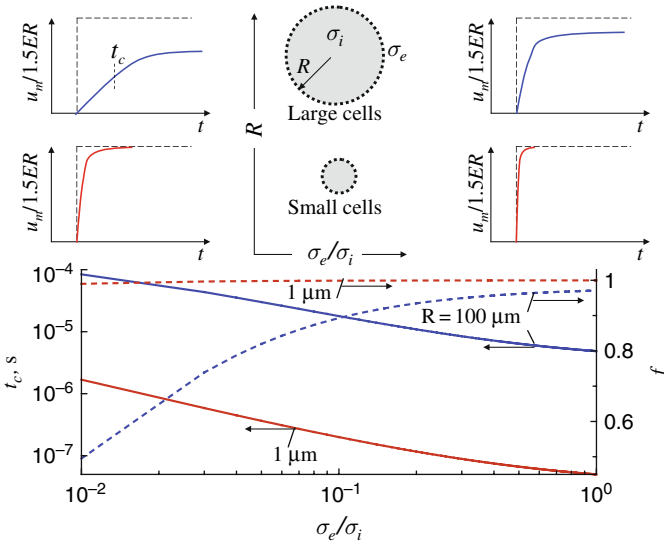 u_m/1.5ER
t_c
t
σ_i
σ_e
R
Large cells
u_m/1.5ER
t
u_m/1.5ER
t
R
Small cells
σ_e/σ_i
u_m/1.5ER
t
10⁻⁴
10⁻⁵
10⁻⁶
10⁻⁷
t_c, s
1 μm
R = 100 μm
1 μm
1
0.8
0.6
f
10⁻²
10⁻¹
10⁰
σ_e/σ_i